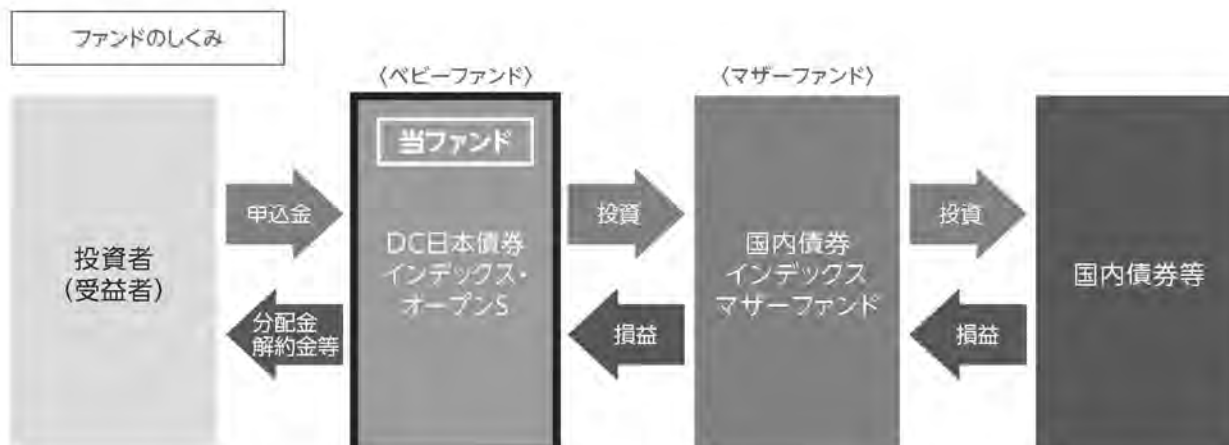 ファンドのしくみ
〈ベビーファンド〉
〈マザーファンド〉
投資者
(受益者)
申込金
分配金
解約金等
当ファンド
DC日本債券
インデックス・
オープンS
投資
損益
国内債券
インデックス
マザーファンド
投資
損益
国内債券等